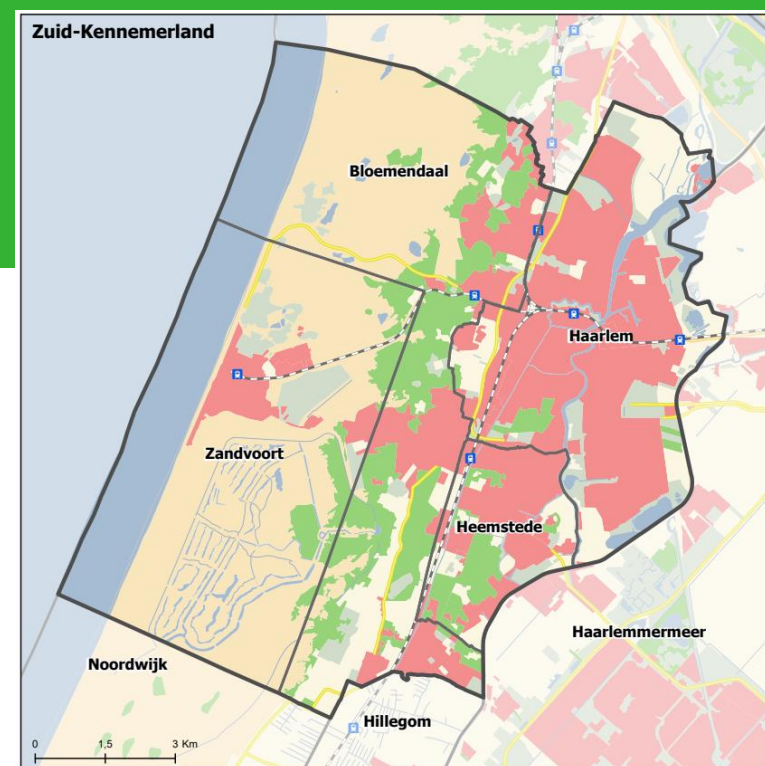 Zuid-Kennemerland
Bloemendaal
Haarlem
Zandvoort
Heemstede
Haarlemmermeer
Noordwijk
Hillegom
0 1,5 3 Km